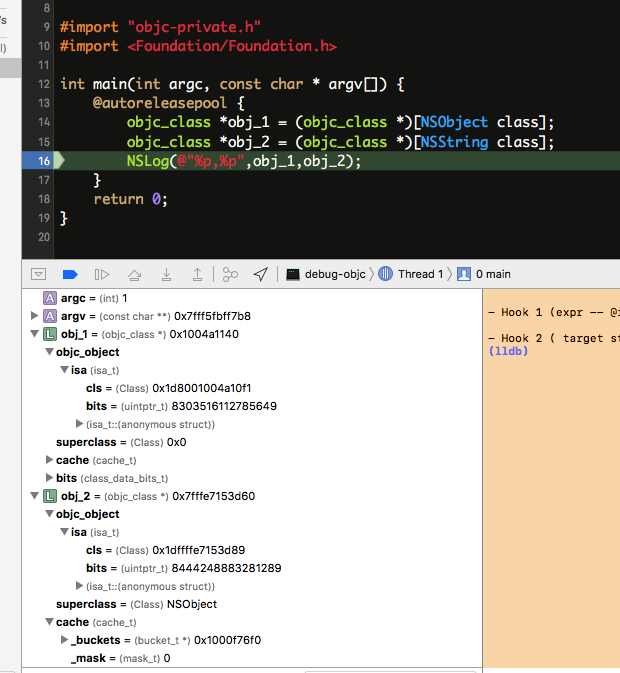 's
l)
8
9 #import "objc-private.h"
10 #import <Foundation/Foundation.h>
11
12 int main(int argc, const char * argv[]) {
13 @autoreleasepool {
14 objc_class *obj_1 = (objc_class *)[NSObject class];
15 objc_class *obj_2 = (objc_class *)[NSString class];
16 NSLog(@"%p,%p",obj_1,obj_2);
17 }
18 return 0;
19 }
20
debug-objc Thread 1 0 main
A argc = (int) 1
A argv = (const char **) 0x7fff5fbff7b8
L obj_1 = (objc_class *) 0x1004a1140
objc_object
isa (isa_t)
cls = (Class) 0x1d8001004a10f1
bits = (uintptr_t) 8303516112785649
(isa_t::(anonymous struct))
superclass = (Class) 0x0
cache (cache_t)
bits (class_data_bits_t)
L obj_2 = (objc_class *) 0x7fffe7153d60
objc_object
isa (isa_t)
cls = (Class) 0x1dffffe7153d89
bits = (uintptr_t) 8444248883281289
(isa_t::(anonymous struct))
superclass = (Class) NSObject
cache (cache_t)
_buckets = (bucket_t *) 0x1000f76f0
_mask = (mask_t) 0
- Hook 1 (expr -- @i
- Hook 2 ( target st
(lldb)